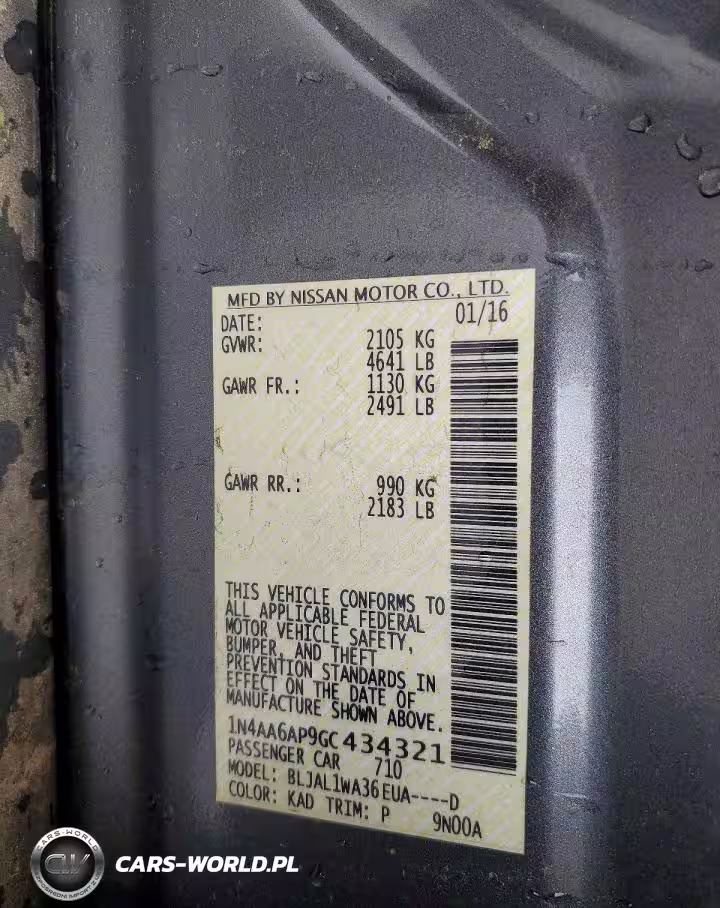 MFD BY NISSAN MOTOR CO., LTD.
DATE: 01/16
GVWR: 2105 KG
4641 LB
GAWR FR.: 1130 KG
2491 LB
GAWR RR.: 990 KG
2183 LB
THIS VEHICLE CONFORMS TO
ALL APPLICABLE FEDERAL
MOTOR VEHICLE SAFETY,
BUMPER, AND THEFT
PREVENTION STANDARDS IN
EFFECT ON THE DATE OF
MANUFACTURE SHOWN ABOVE.
1N4AA6AP9GC434321
PASSENGER CAR 710
MODEL: BLJAL1WA36EUA----D
COLOR: KAD TRIM: P 9N00A
CARS-WORLD
CW
CARS-WORLD.PL